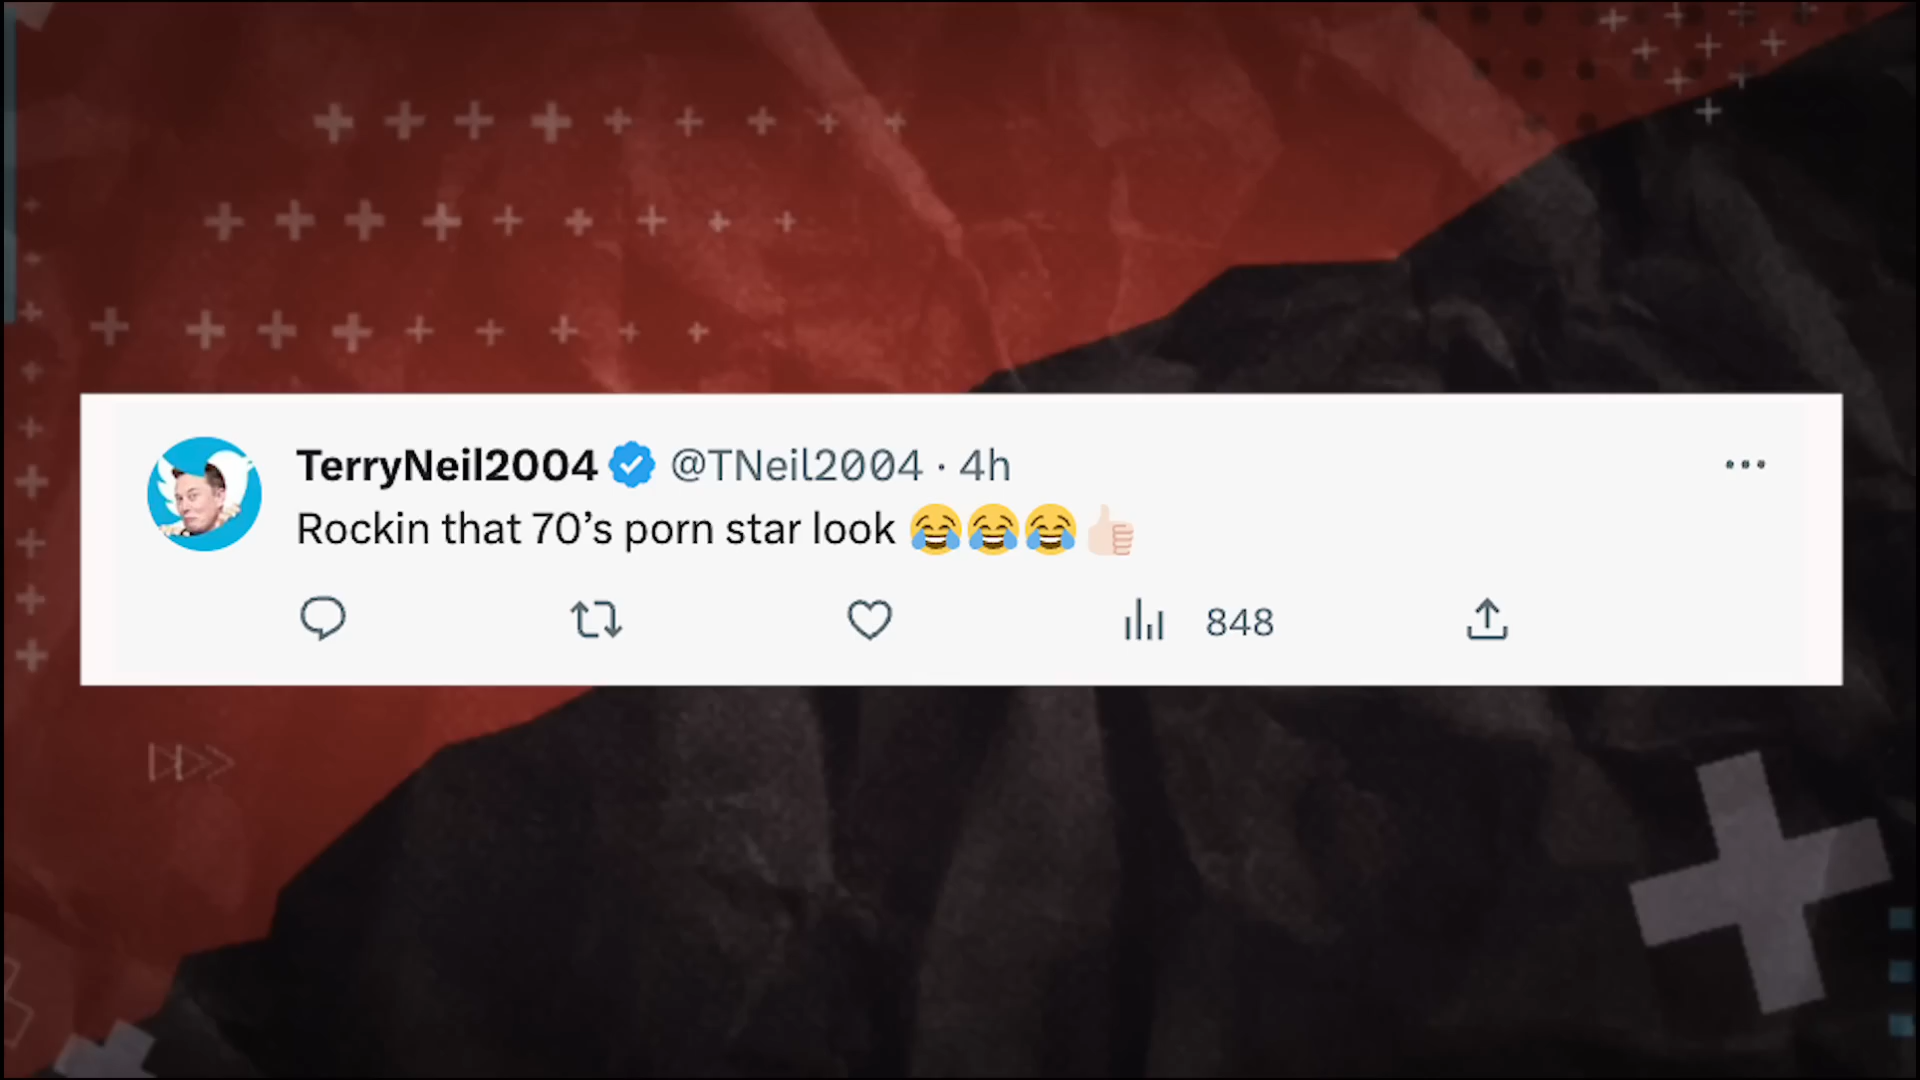 TerryNeil2004 @TNeil2004 · 4h
Rockin that 70’s porn star look 😂😂😂👍🏻
848